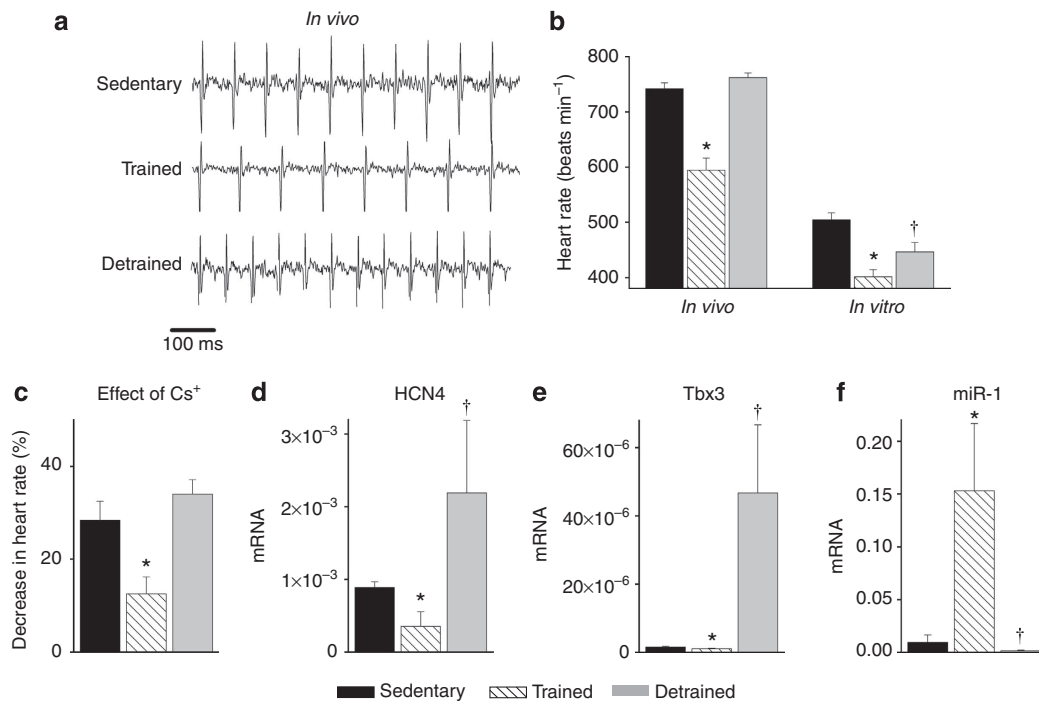 a
In vivo
Sedentary
Trained
Detrained
100 ms
b
Heart rate (beats min⁻¹)
800
700
600
500
400
*
*
†
In vivo
In vitro
c
Effect of Cs⁺
Decrease in heart rate (%)
40
20
0
*
d
HCN4
mRNA
3×10⁻³
2×10⁻³
1×10⁻³
0
*
†
e
Tbx3
mRNA
60×10⁻⁶
40×10⁻⁶
20×10⁻⁶
0
*
†
f
miR-1
mRNA
0.20
0.15
0.10
0.05
0.00
*
†
Sedentary
Trained
Detrained